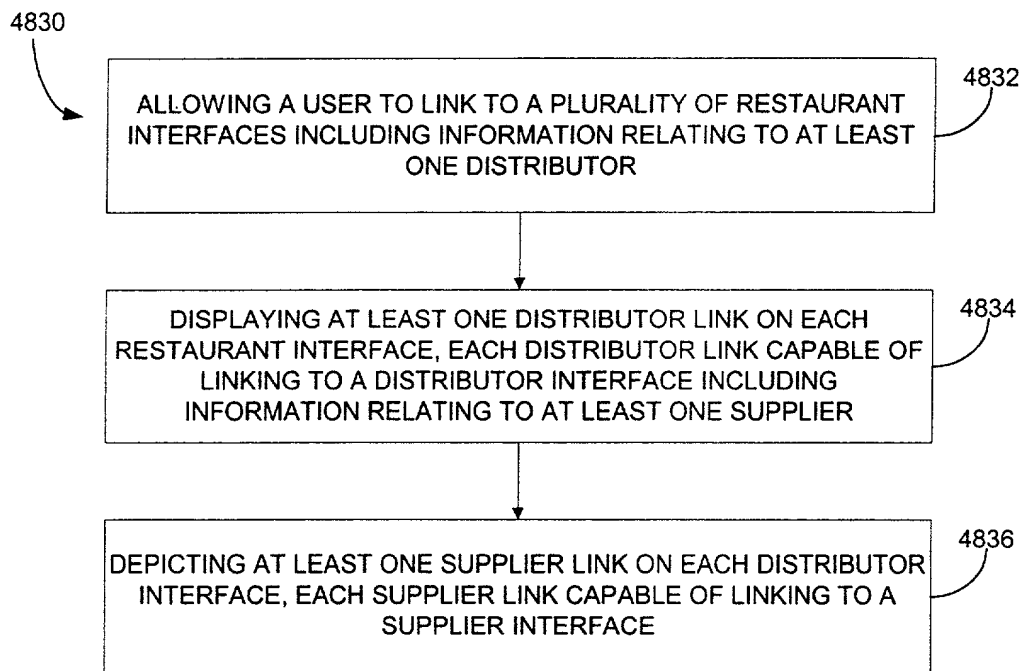 4830
4832
ALLOWING A USER TO LINK TO A PLURALITY OF RESTAURANT
INTERFACES INCLUDING INFORMATION RELATING TO AT LEAST
ONE DISTRIBUTOR
4834
DISPLAYING AT LEAST ONE DISTRIBUTOR LINK ON EACH
RESTAURANT INTERFACE, EACH DISTRIBUTOR LINK CAPABLE OF
LINKING TO A DISTRIBUTOR INTERFACE INCLUDING
INFORMATION RELATING TO AT LEAST ONE SUPPLIER
4836
DEPICTING AT LEAST ONE SUPPLIER LINK ON EACH DISTRIBUTOR
INTERFACE, EACH SUPPLIER LINK CAPABLE OF LINKING TO A
SUPPLIER INTERFACE